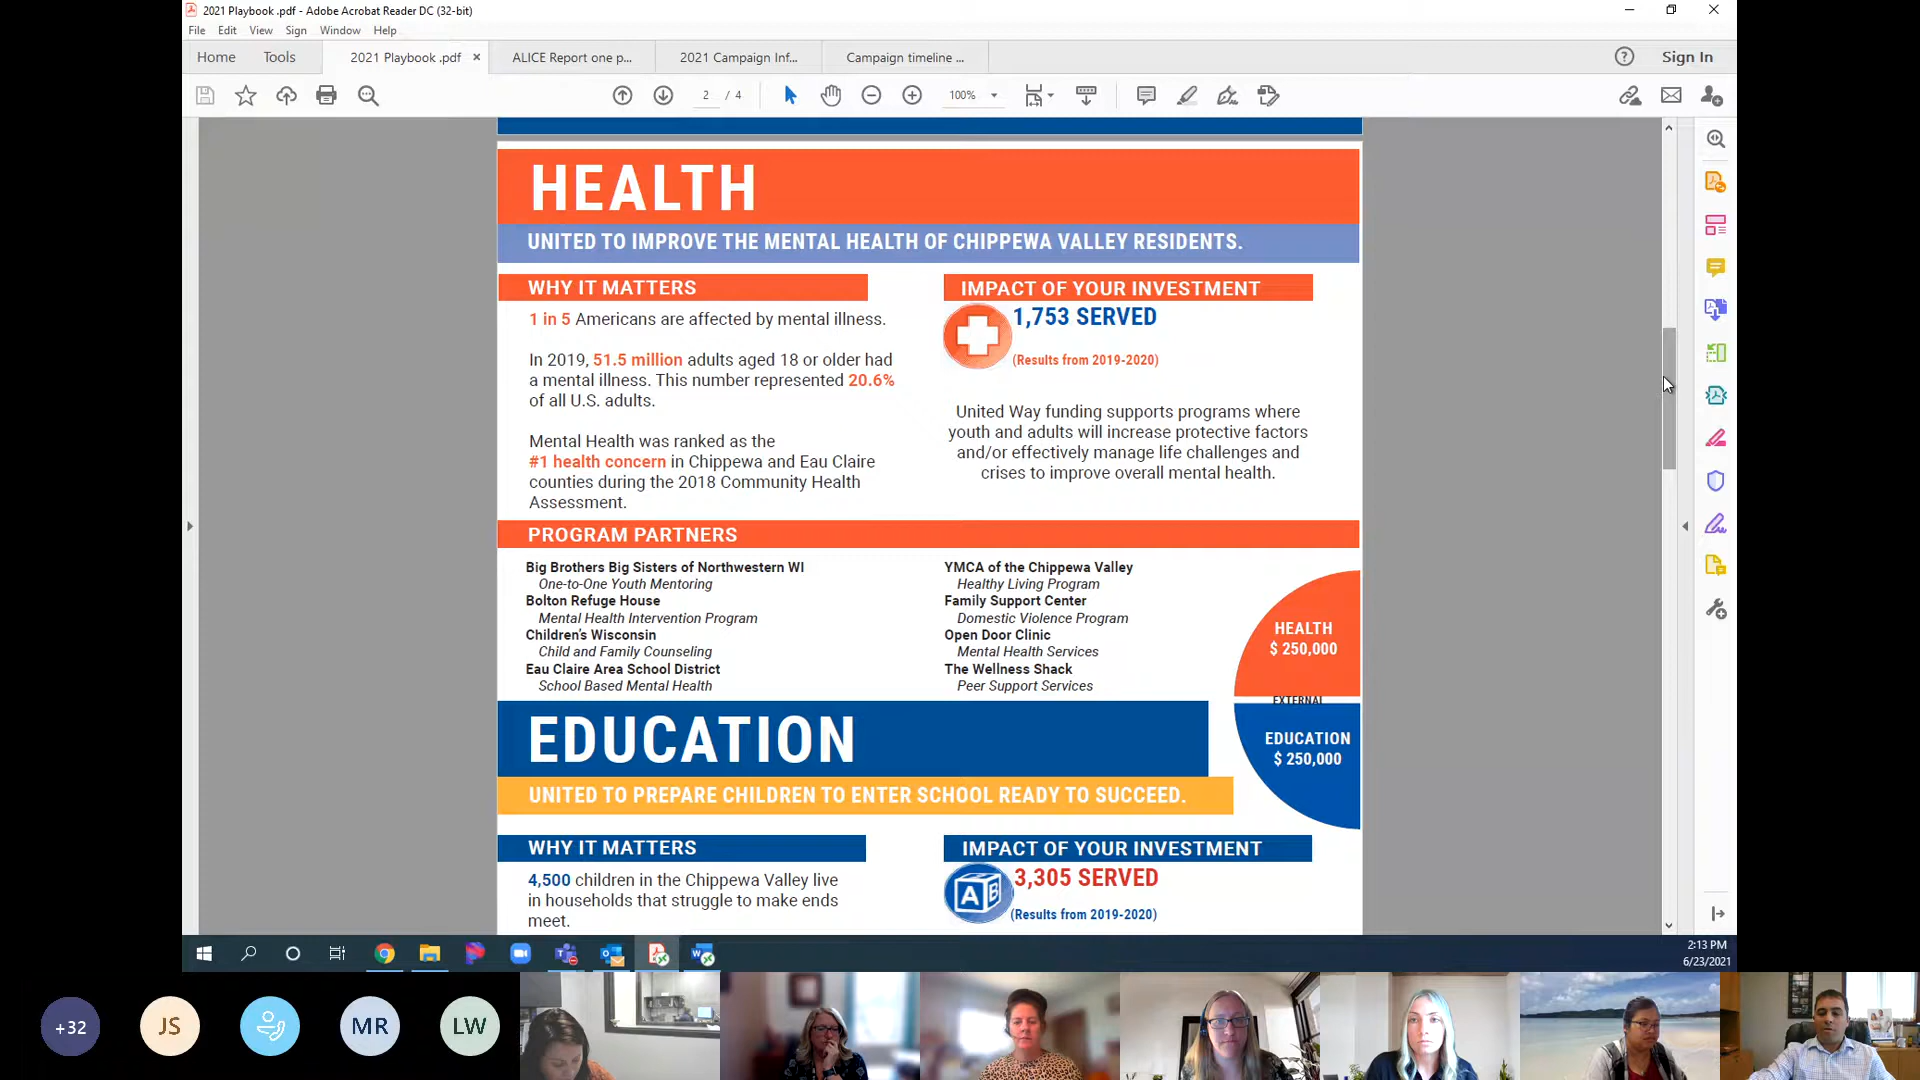 2021 Playbook .pdf - Adobe Acrobat Reader DC (32-bit)
File Edit View Sign Window Help
Home Tools 2021 Playbook .pdf × ALICE Report one p... 2021 Campaign Inf... Campaign timeline ... Sign In
2 / 4 100%
HEALTH
UNITED TO IMPROVE THE MENTAL HEALTH OF CHIPPEWA VALLEY RESIDENTS.
WHY IT MATTERS
1 in 5 Americans are affected by mental illness.
In 2019, 51.5 million adults aged 18 or older had
a mental illness. This number represented 20.6%
of all U.S. adults.
Mental Health was ranked as the
#1 health concern in Chippewa and Eau Claire
counties during the 2018 Community Health
Assessment.
IMPACT OF YOUR INVESTMENT
1,753 SERVED
(Results from 2019-2020)
United Way funding supports programs where
youth and adults will increase protective factors
and/or effectively manage life challenges and
crises to improve overall mental health.
PROGRAM PARTNERS
Big Brothers Big Sisters of Northwestern WI
One-to-One Youth Mentoring
Bolton Refuge House
Mental Health Intervention Program
Children's Wisconsin
Child and Family Counseling
Eau Claire Area School District
School Based Mental Health
YMCA of the Chippewa Valley
Healthy Living Program
Family Support Center
Domestic Violence Program
Open Door Clinic
Mental Health Services
The Wellness Shack
Peer Support Services
HEALTH
$ 250,000
EXTERNAL
EDUCATION
$ 250,000
EDUCATION
UNITED TO PREPARE CHILDREN TO ENTER SCHOOL READY TO SUCCEED.
WHY IT MATTERS
4,500 children in the Chippewa Valley live
in households that struggle to make ends
meet.
IMPACT OF YOUR INVESTMENT
A B
3,305 SERVED
(Results from 2019-2020)
2:13 PM
6/23/2021
+32 JS MR LW